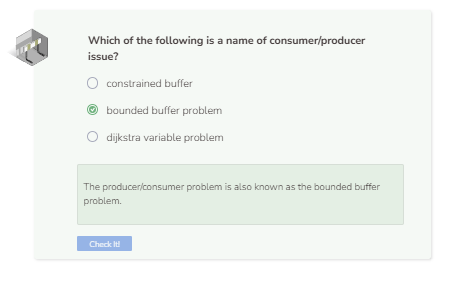 Which of the following is a name of consumer/producer
issue?
constrained buffer
bounded buffer problem
dijkstra variable problem
The producer/consumer problem is also known as the bounded buffer
problem.
Check It!